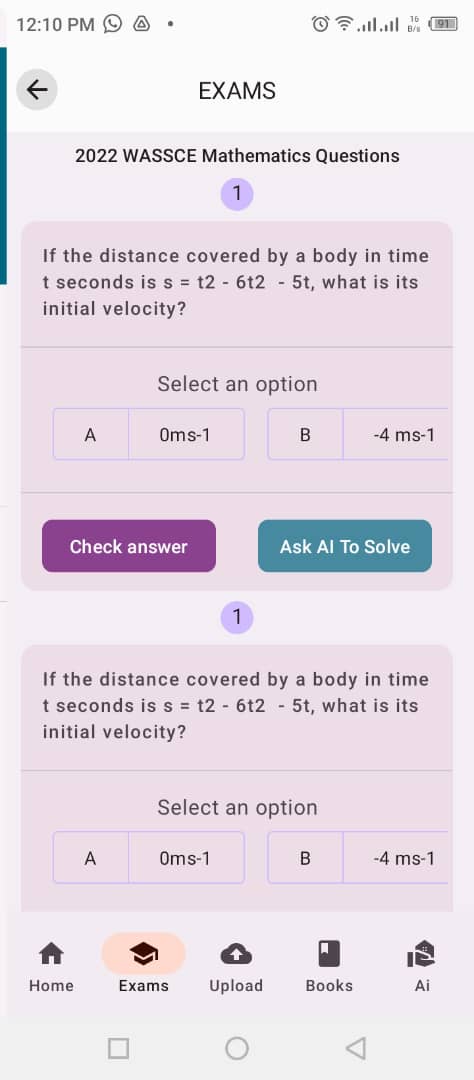 12:10 PM
16
B/s
91
EXAMS
2022 WASSCE Mathematics Questions
1
If the distance covered by a body in time
t seconds is s = t2 - 6t2  - 5t, what is its
initial velocity?
Select an option
A 0ms-1 B -4 ms-1
Check answer Ask AI To Solve
1
If the distance covered by a body in time
t seconds is s = t2 - 6t2  - 5t, what is its
initial velocity?
Select an option
A 0ms-1 B -4 ms-1
Home Exams Upload Books Ai